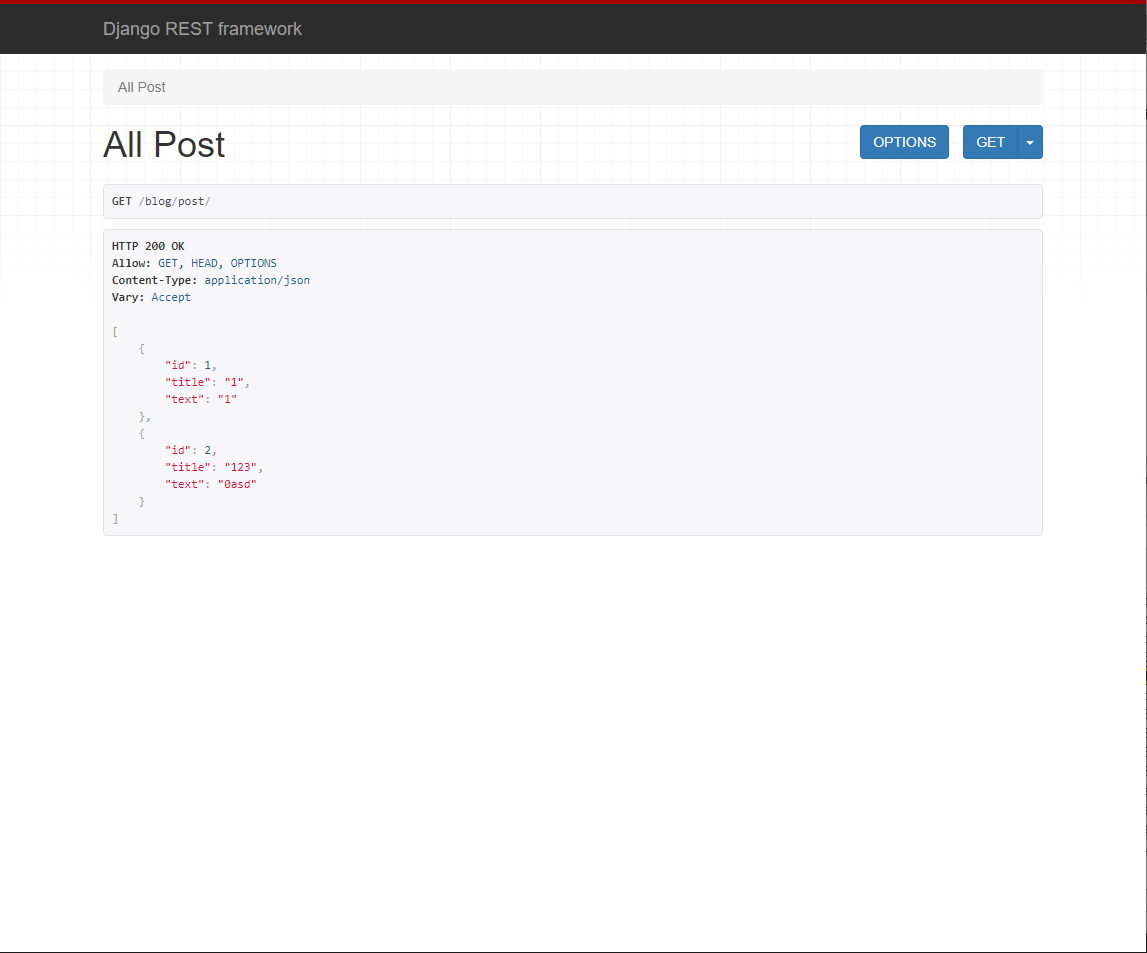 Django REST framework
All Post
All Post
OPTIONS GET
GET /blog/post/
HTTP 200 OK
Allow: GET, HEAD, OPTIONS
Content-Type: application/json
Vary: Accept
[
    {
        "id": 1,
        "title": "1",
        "text": "1"
    },
    {
        "id": 2,
        "title": "123",
        "text": "0asd"
    }
]